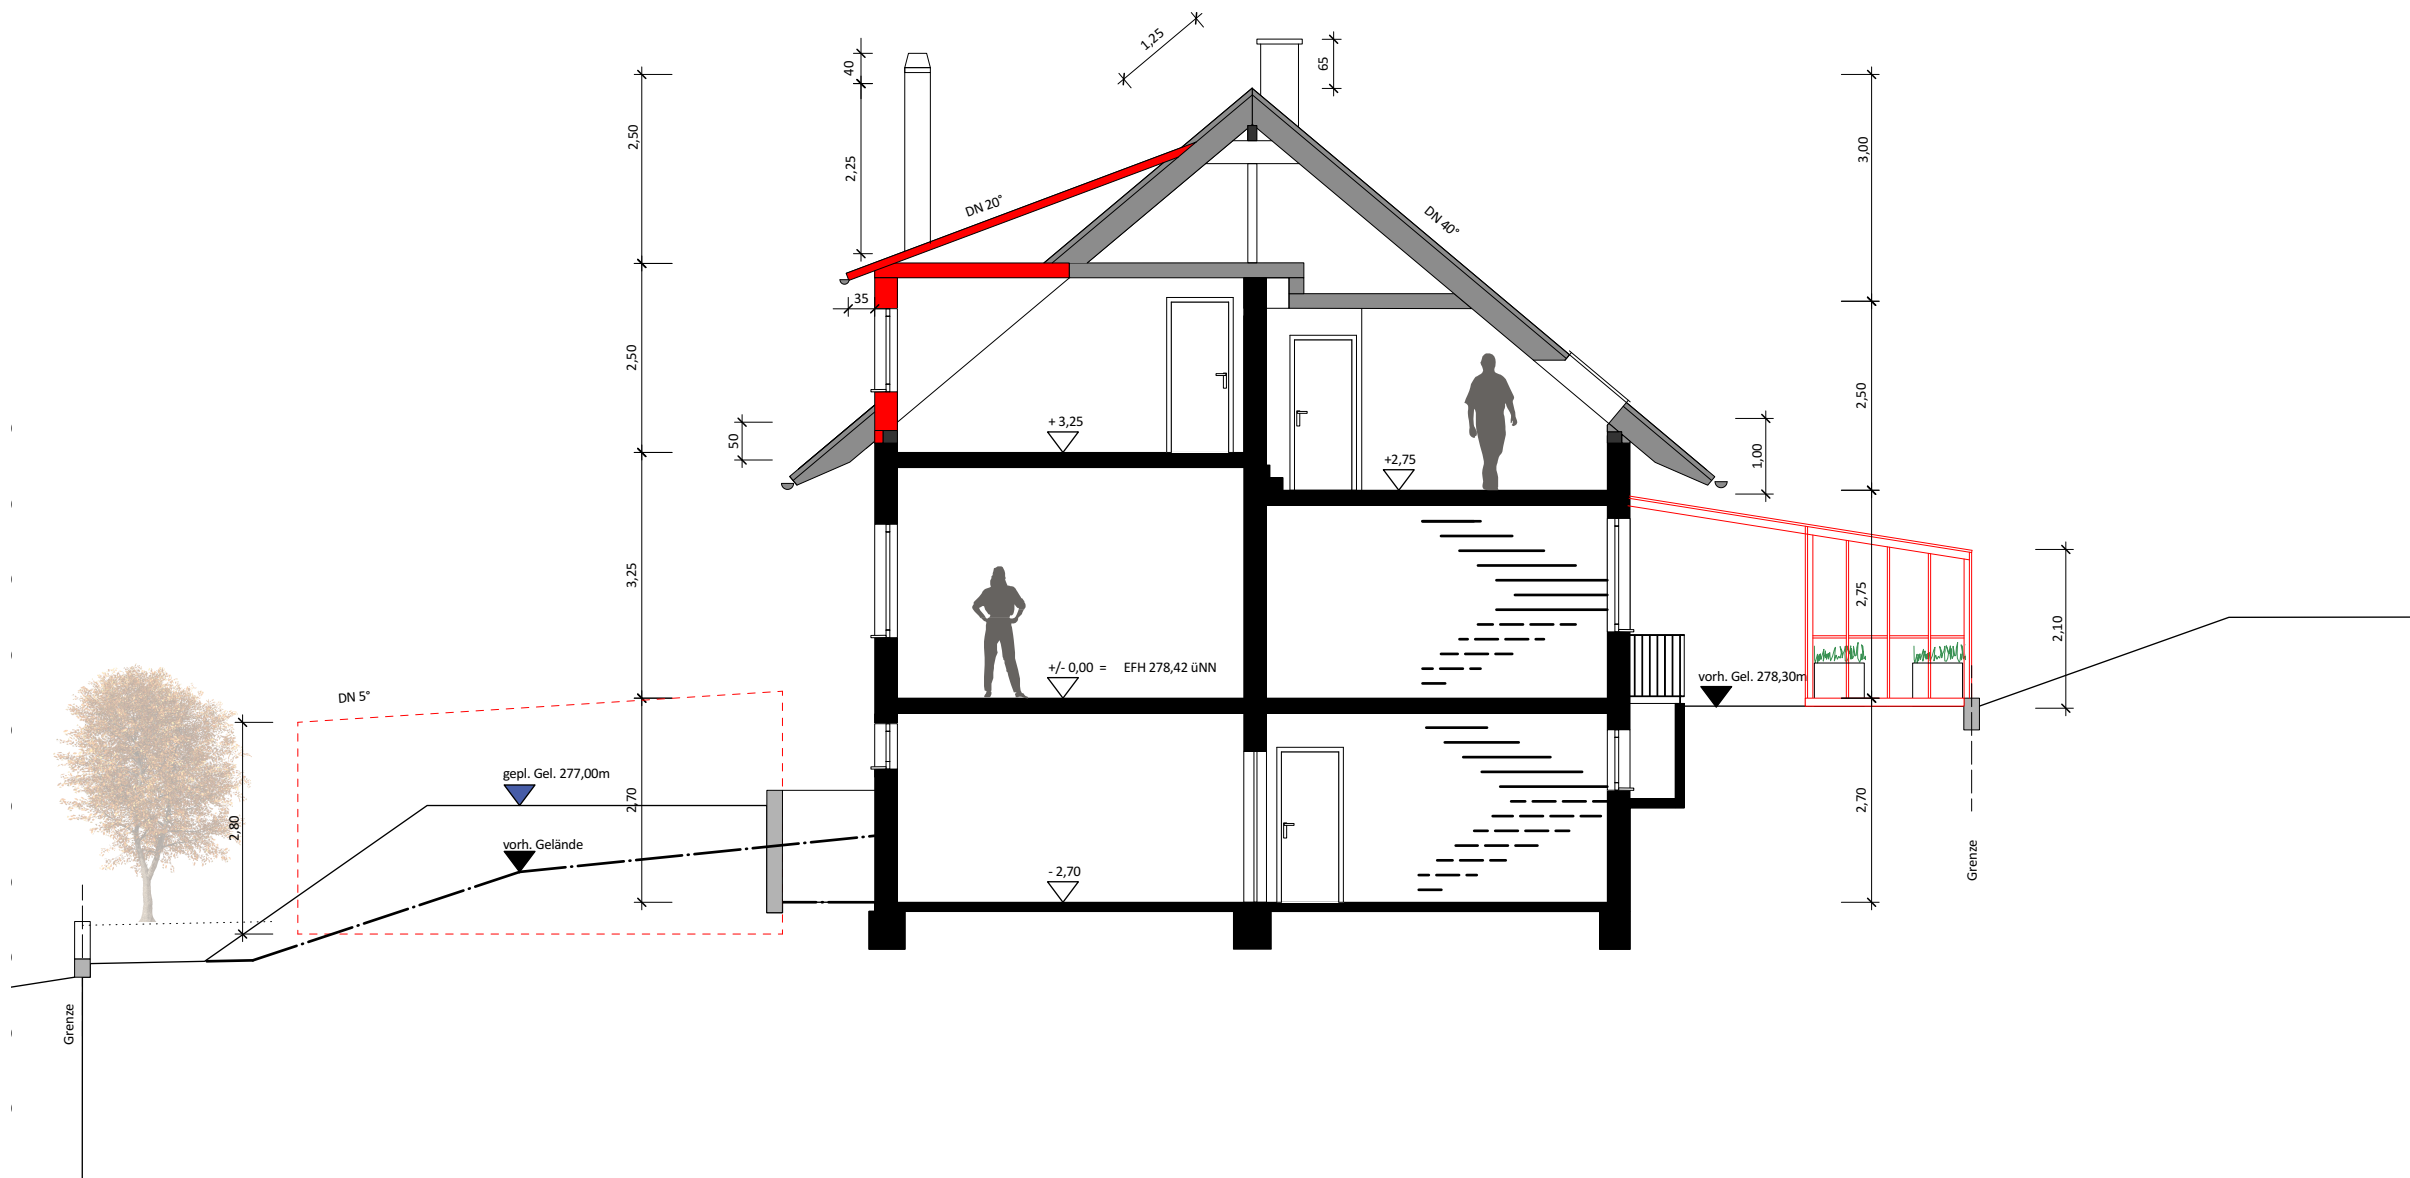 1,25
40
65
2,50
2,25
3,00
DN 20°
DN 40°
35
2,50
2,50
50
+ 3,25
1,00
+2,75
3,25
2,75
2,10
+/- 0,00 = EFH 278,42 üNN
vorh. Gel. 278,30m
DN 5°
gepl. Gel. 277,00m
2,80
2,70
2,70
vorh. Gelände
- 2,70
Grenze
Grenze